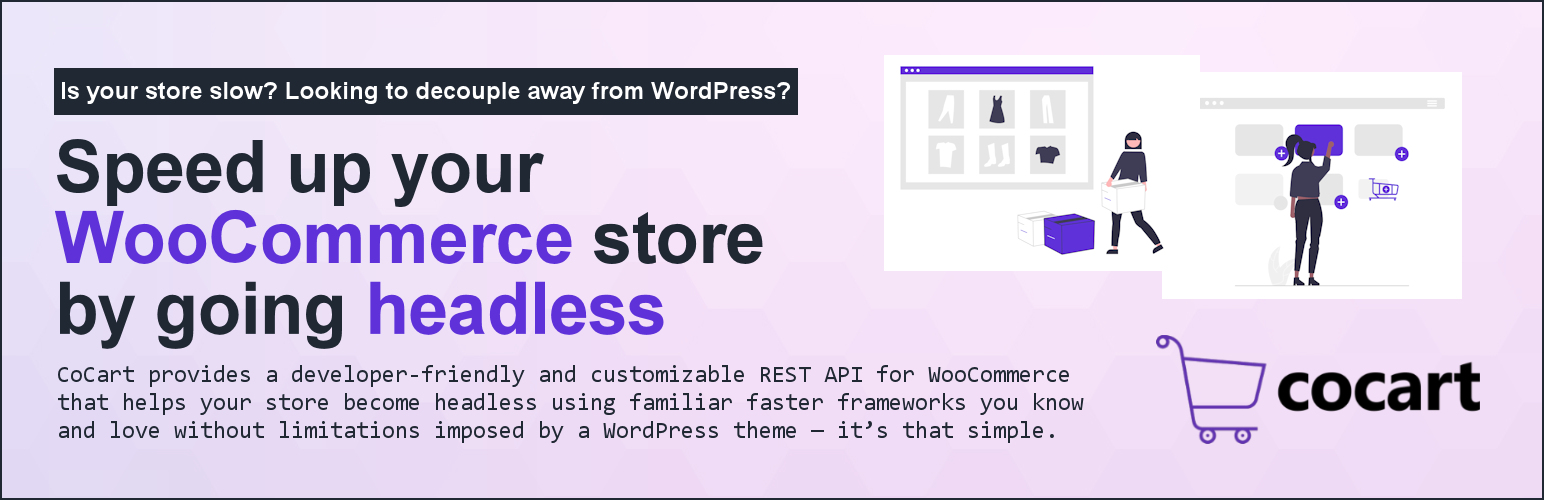 Is your store slow? Looking to decouple away from WordPress?
Speed up your
WooCommerce store
by going headless
CoCart provides a developer-friendly and customizable REST API for WooCommerce
that helps your store become headless using familiar faster frameworks you know
and love without limitations imposed by a WordPress theme — it’s that simple.
cocart